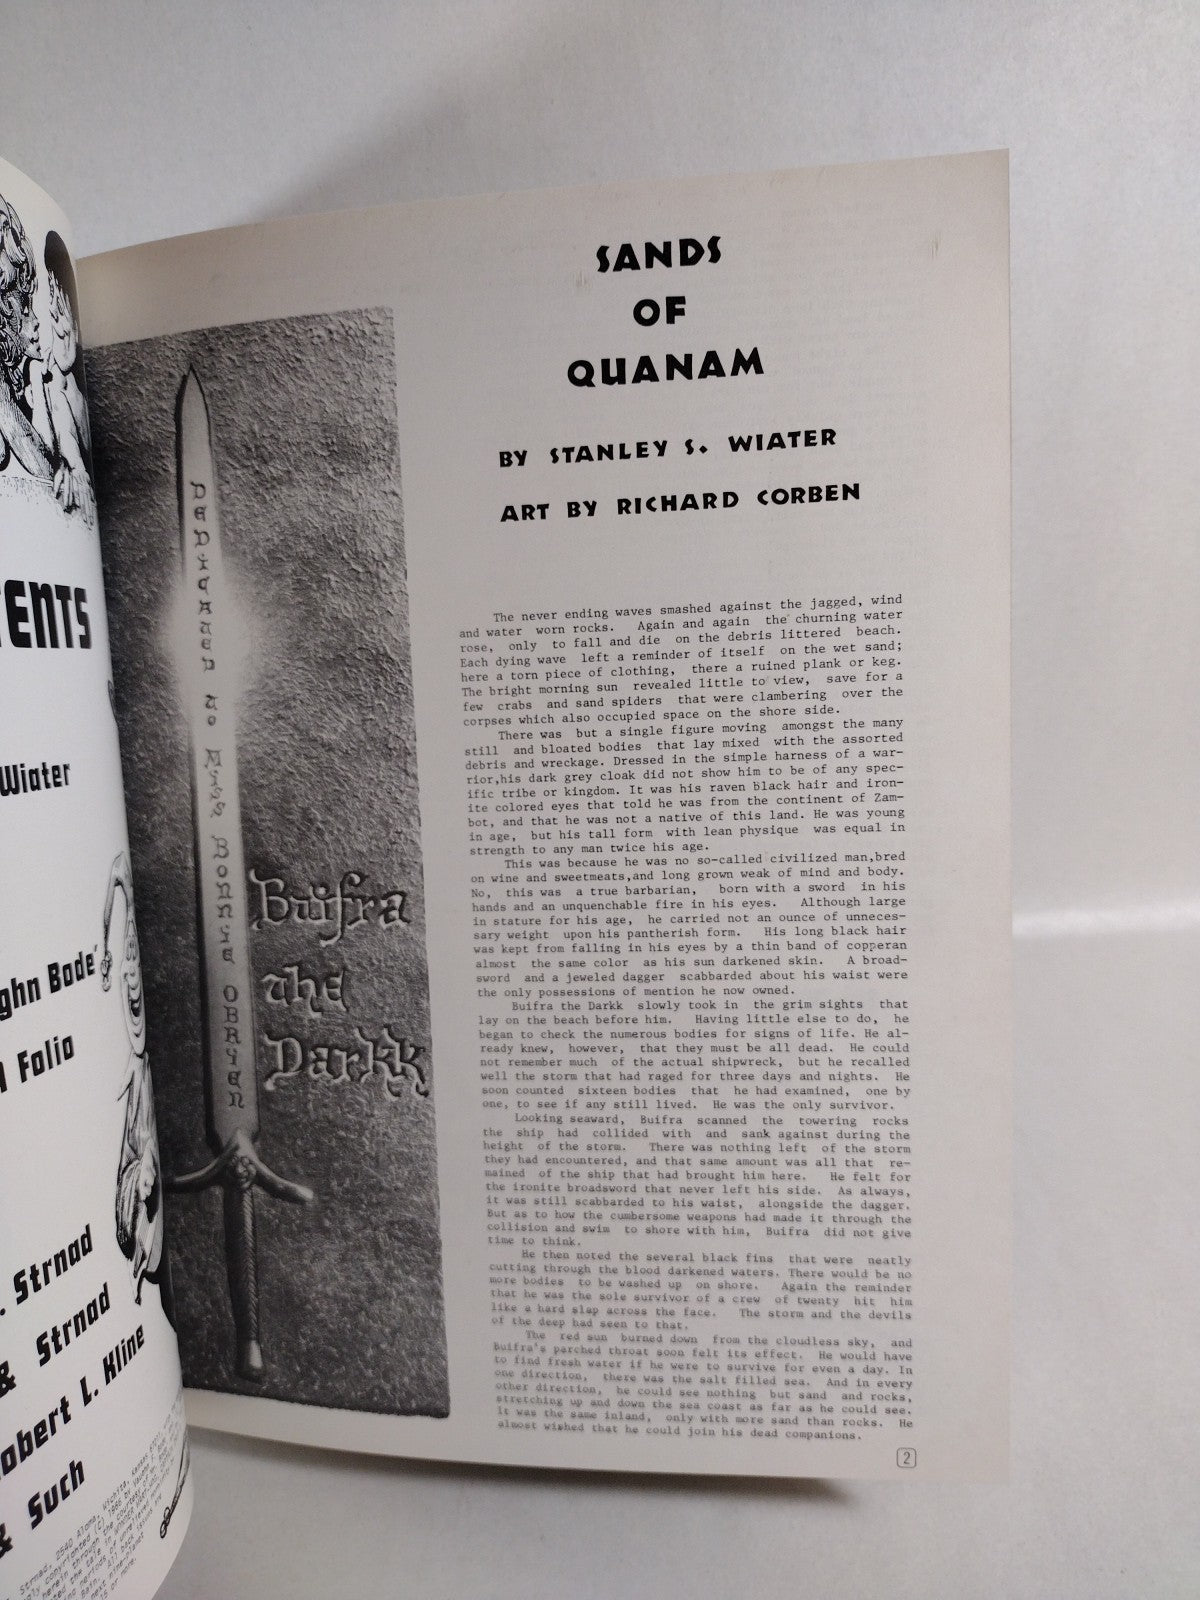 TENTS
Wiater
ghn Bodē
Folio
. Strnad
& Strnad
obert L. Kline
& Such
Strnad, 2540
SANDS
OF
QUANAM
BY STANLEY S. WIATER
ART BY RICHARD CORBEN
DEDICATED TO MISS BONNIE OBRIEN
Buifra
the
Darkk
The never ending waves smashed against the jagged, wind
and water worn rocks. Again and again the churning water
rose, only to fall and die on the debris littered beach.
Each dying wave left a reminder of itself on the wet sand;
here a torn piece of clothing, there a ruined plank or keg.
The bright morning sun revealed little to view, save for a
few crabs and sand spiders that were clambering over the
corpses which also occupied space on the shore side.
There was but a single figure moving amongst the many
still and bloated bodies that lay mixed with the assorted
debris and wreckage. Dressed in the simple harness of a war-
rior,his dark grey cloak did not show him to be of any spec-
ific tribe or kingdom. It was his raven black hair and iron-
ite colored eyes that told he was from the continent of Zam-
bot, and that he was not a native of this land. He was young
in age, but his tall form with lean physique was equal in
strength to any man twice his age.
This was because he was no so-called civilized man,bred
on wine and sweetmeats,and long grown weak of mind and body.
No, this was a true barbarian, born with a sword in his
hands and an unquenchable fire in his eyes. Although large
in stature for his age, he carried not an ounce of unneces-
sary weight upon his pantherish form. His long black hair
was kept from falling in his eyes by a thin band of copperan
almost the same color as his sun darkened skin. A broad-
sword and a jeweled dagger scabbarded about his waist were
the only possessions of mention he now owned.
Buifra the Darkk slowly took in the grim sights that
lay on the beach before him. Having little else to do, he
began to check the numerous bodies for signs of life. He al-
ready knew, however, that they must be all dead. He could
not remember much of the actual shipwreck, but he recalled
well the storm that had raged for three days and nights. He
soon counted sixteen bodies that he had examined, one by
one, to see if any still lived. He was the only survivor.
Looking seaward, Buifra scanned the towering rocks
the ship had collided with and sank against during the
height of the storm. There was nothing left of the storm
they had encountered, and that same amount was all that re-
mained of the ship that had brought him here. He felt for
the ironite broadsword that never left his side. As always,
it was still scabbarded to his waist, alongside the dagger.
But as to how the cumbersome weapons had made it through the
collision and swim to shore with him, Buifra did not give
time to think.
He then noted the several black fins that were neatly
cutting through the blood darkened waters. There would be no
more bodies to be washed up on shore. Again the reminder
that he was the sole survivor of a crew of twenty hit him
like a hard slap across the face. The storm and the devils
of the deep had seen to that.
The red sun burned down from the cloudless sky, and
Buifra's parched throat soon felt its effect. He would have
to find fresh water if he were to survive for even a day. In
one direction, there was the salt filled sea. And in every
other direction, he could see nothing but sand and rocks,
stretching up and down the sea coast as far as he could see.
It was the same inland, only with more sand than rocks. He
almost wished that he could join his dead companions.
2